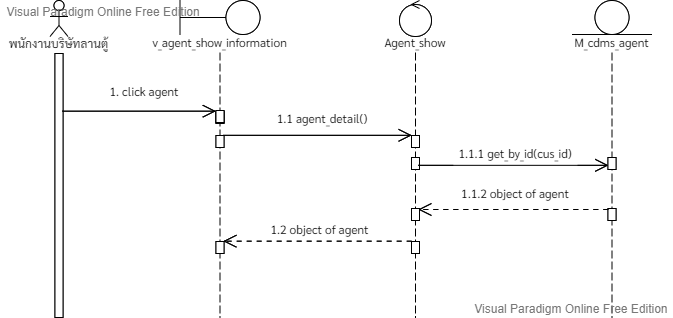 Visual Paradigm Online Free Edition
พนักงานบริษัทลานตู้
v_agent_show_information
Agent_show
M_cdms_agent
1. click agent
1.1 agent_detail()
1.1.1 get_by_id(cus_id)
1.1.2 object of agent
1.2 object of agent
Visual Paradigm Online Free Edition